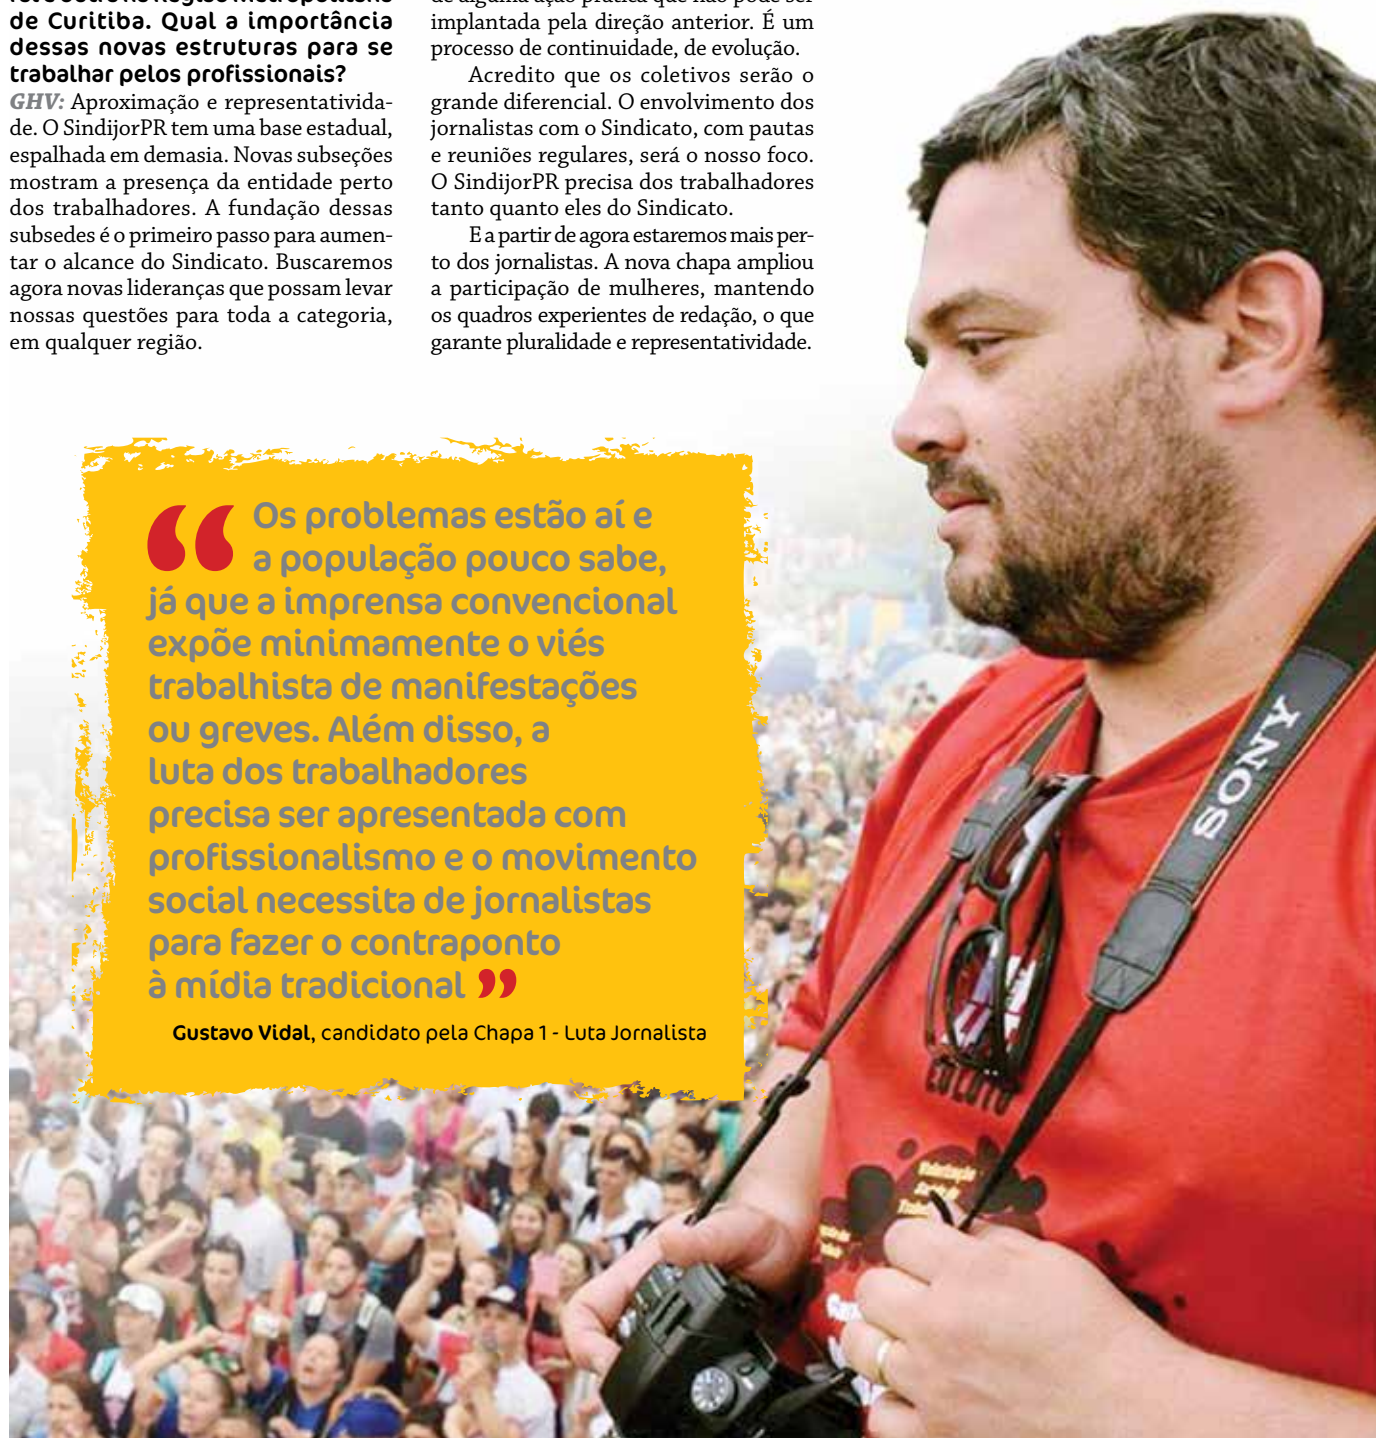 de Curitiba. Qual a importância
dessas novas estruturas para se
trabalhar pelos profissionais?
GHV: Aproximação e representativida-
de. O SindijorPR tem uma base estadual,
espalhada em demasia. Novas subseções
mostram a presença da entidade perto
dos trabalhadores. A fundação dessas
subsedes é o primeiro passo para aumen-
tar o alcance do Sindicato. Buscaremos
agora novas lideranças que possam levar
nossas questões para toda a categoria,
em qualquer região.
de alguma ação prática que não pode ser
implantada pela direção anterior. É um
processo de continuidade, de evolução.
Acredito que os coletivos serão o
grande diferencial. O envolvimento dos
jornalistas com o Sindicato, com pautas
e reuniões regulares, será o nosso foco.
O SindijorPR precisa dos trabalhadores
tanto quanto eles do Sindicato.
E a partir de agora estaremos mais per-
to dos jornalistas. A nova chapa ampliou
a participação de mulheres, mantendo
os quadros experientes de redação, o que
garante pluralidade e representatividade.
“ Os problemas estão aí e
a população pouco sabe,
já que a imprensa convencional
expõe minimamente o viés
trabalhista de manifestações
ou greves. Além disso, a
luta dos trabalhadores
precisa ser apresentada com
profissionalismo e o movimento
social necessita de jornalistas
para fazer o contraponto
à mídia tradicional ”
Gustavo Vidal, candidato pela Chapa 1 - Luta Jornalista
SONY